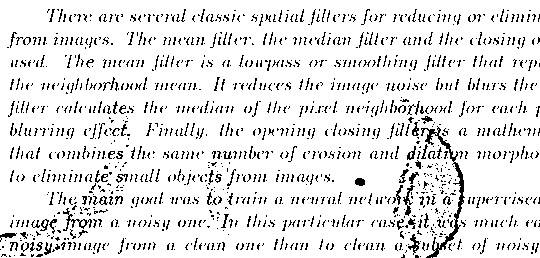 There are several classic spatial filters for reducing or elimin
from images. The mean filter, the median filter and the closing o
used. The mean filter is a lowpass or smoothing filter that repl
the neighborhood mean. It reduces the image noise but blurs the
filter calculates the median of the pixel neighborhood for each p
blurring effect. Finally, the opening closing filter is a mathem
that combines the same number of erosion and dilation morpho
to eliminate small objects from images.
The main goal was to train a neural network in a supervised
image from a noisy one. In this particular case, it was much ea
noisy image from a clean one than to clean a subset of noisy